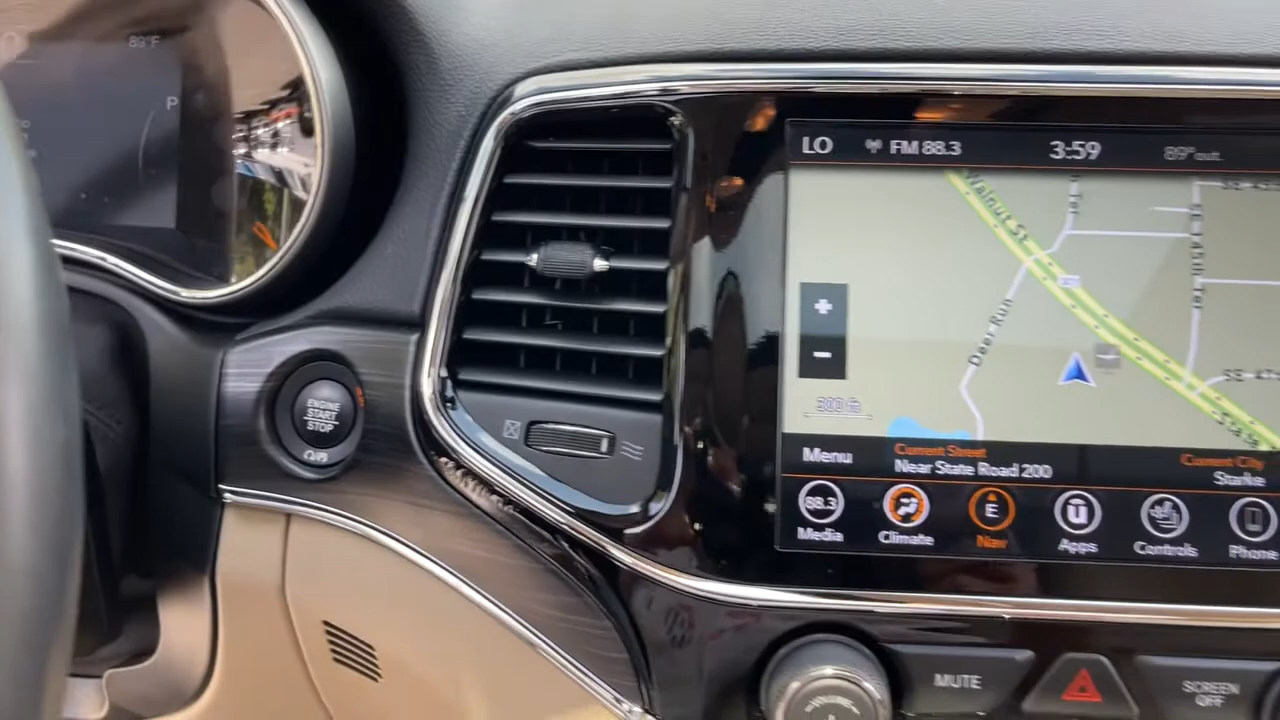 89°F
P
ENGINE
START
STOP
LO FM 88.3 3:59 89°out
Walnut St
Deer Run
300 ft
Menu
Current Street
Near State Road 200
Current City
Starke
88.3
E
Media
Climate
Nav
Apps
Controls
Phone
VOLUME
MUTE
SCREEN
OFF